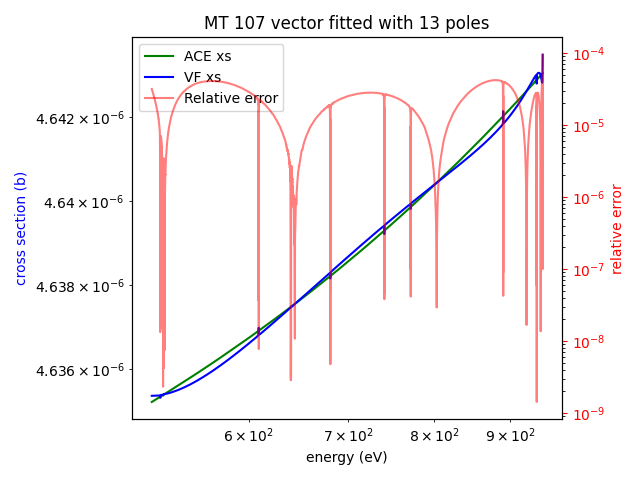 MT 107 vector fitted with 13 poles
ACE xs
VF xs
Relative error
4.642 × 10⁻⁶
4.64 × 10⁻⁶
4.638 × 10⁻⁶
4.636 × 10⁻⁶
cross section (b)
10⁻⁴
10⁻⁵
10⁻⁶
10⁻⁷
10⁻⁸
10⁻⁹
relative error
6 × 10² 7 × 10² 8 × 10² 9 × 10²
energy (eV)